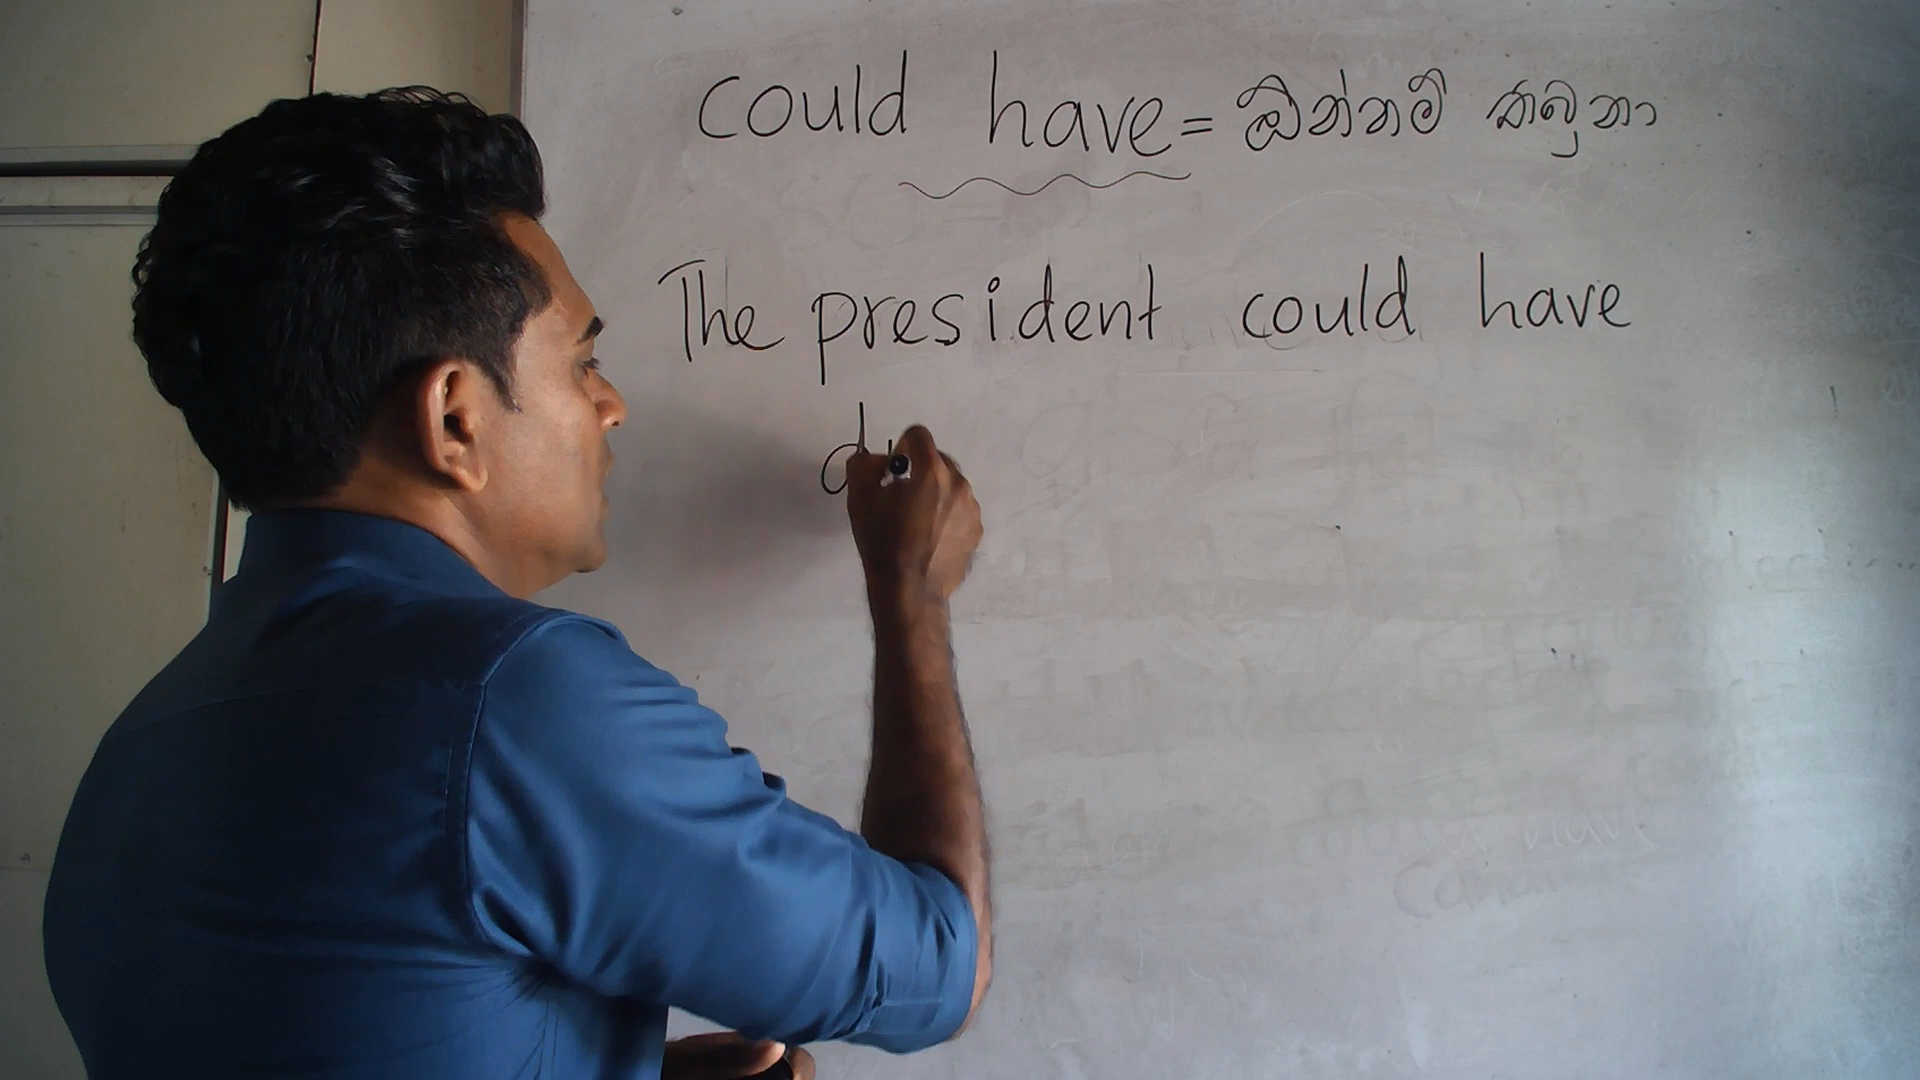 could have = ඕන්නම් තිබුනා
The president could have
d